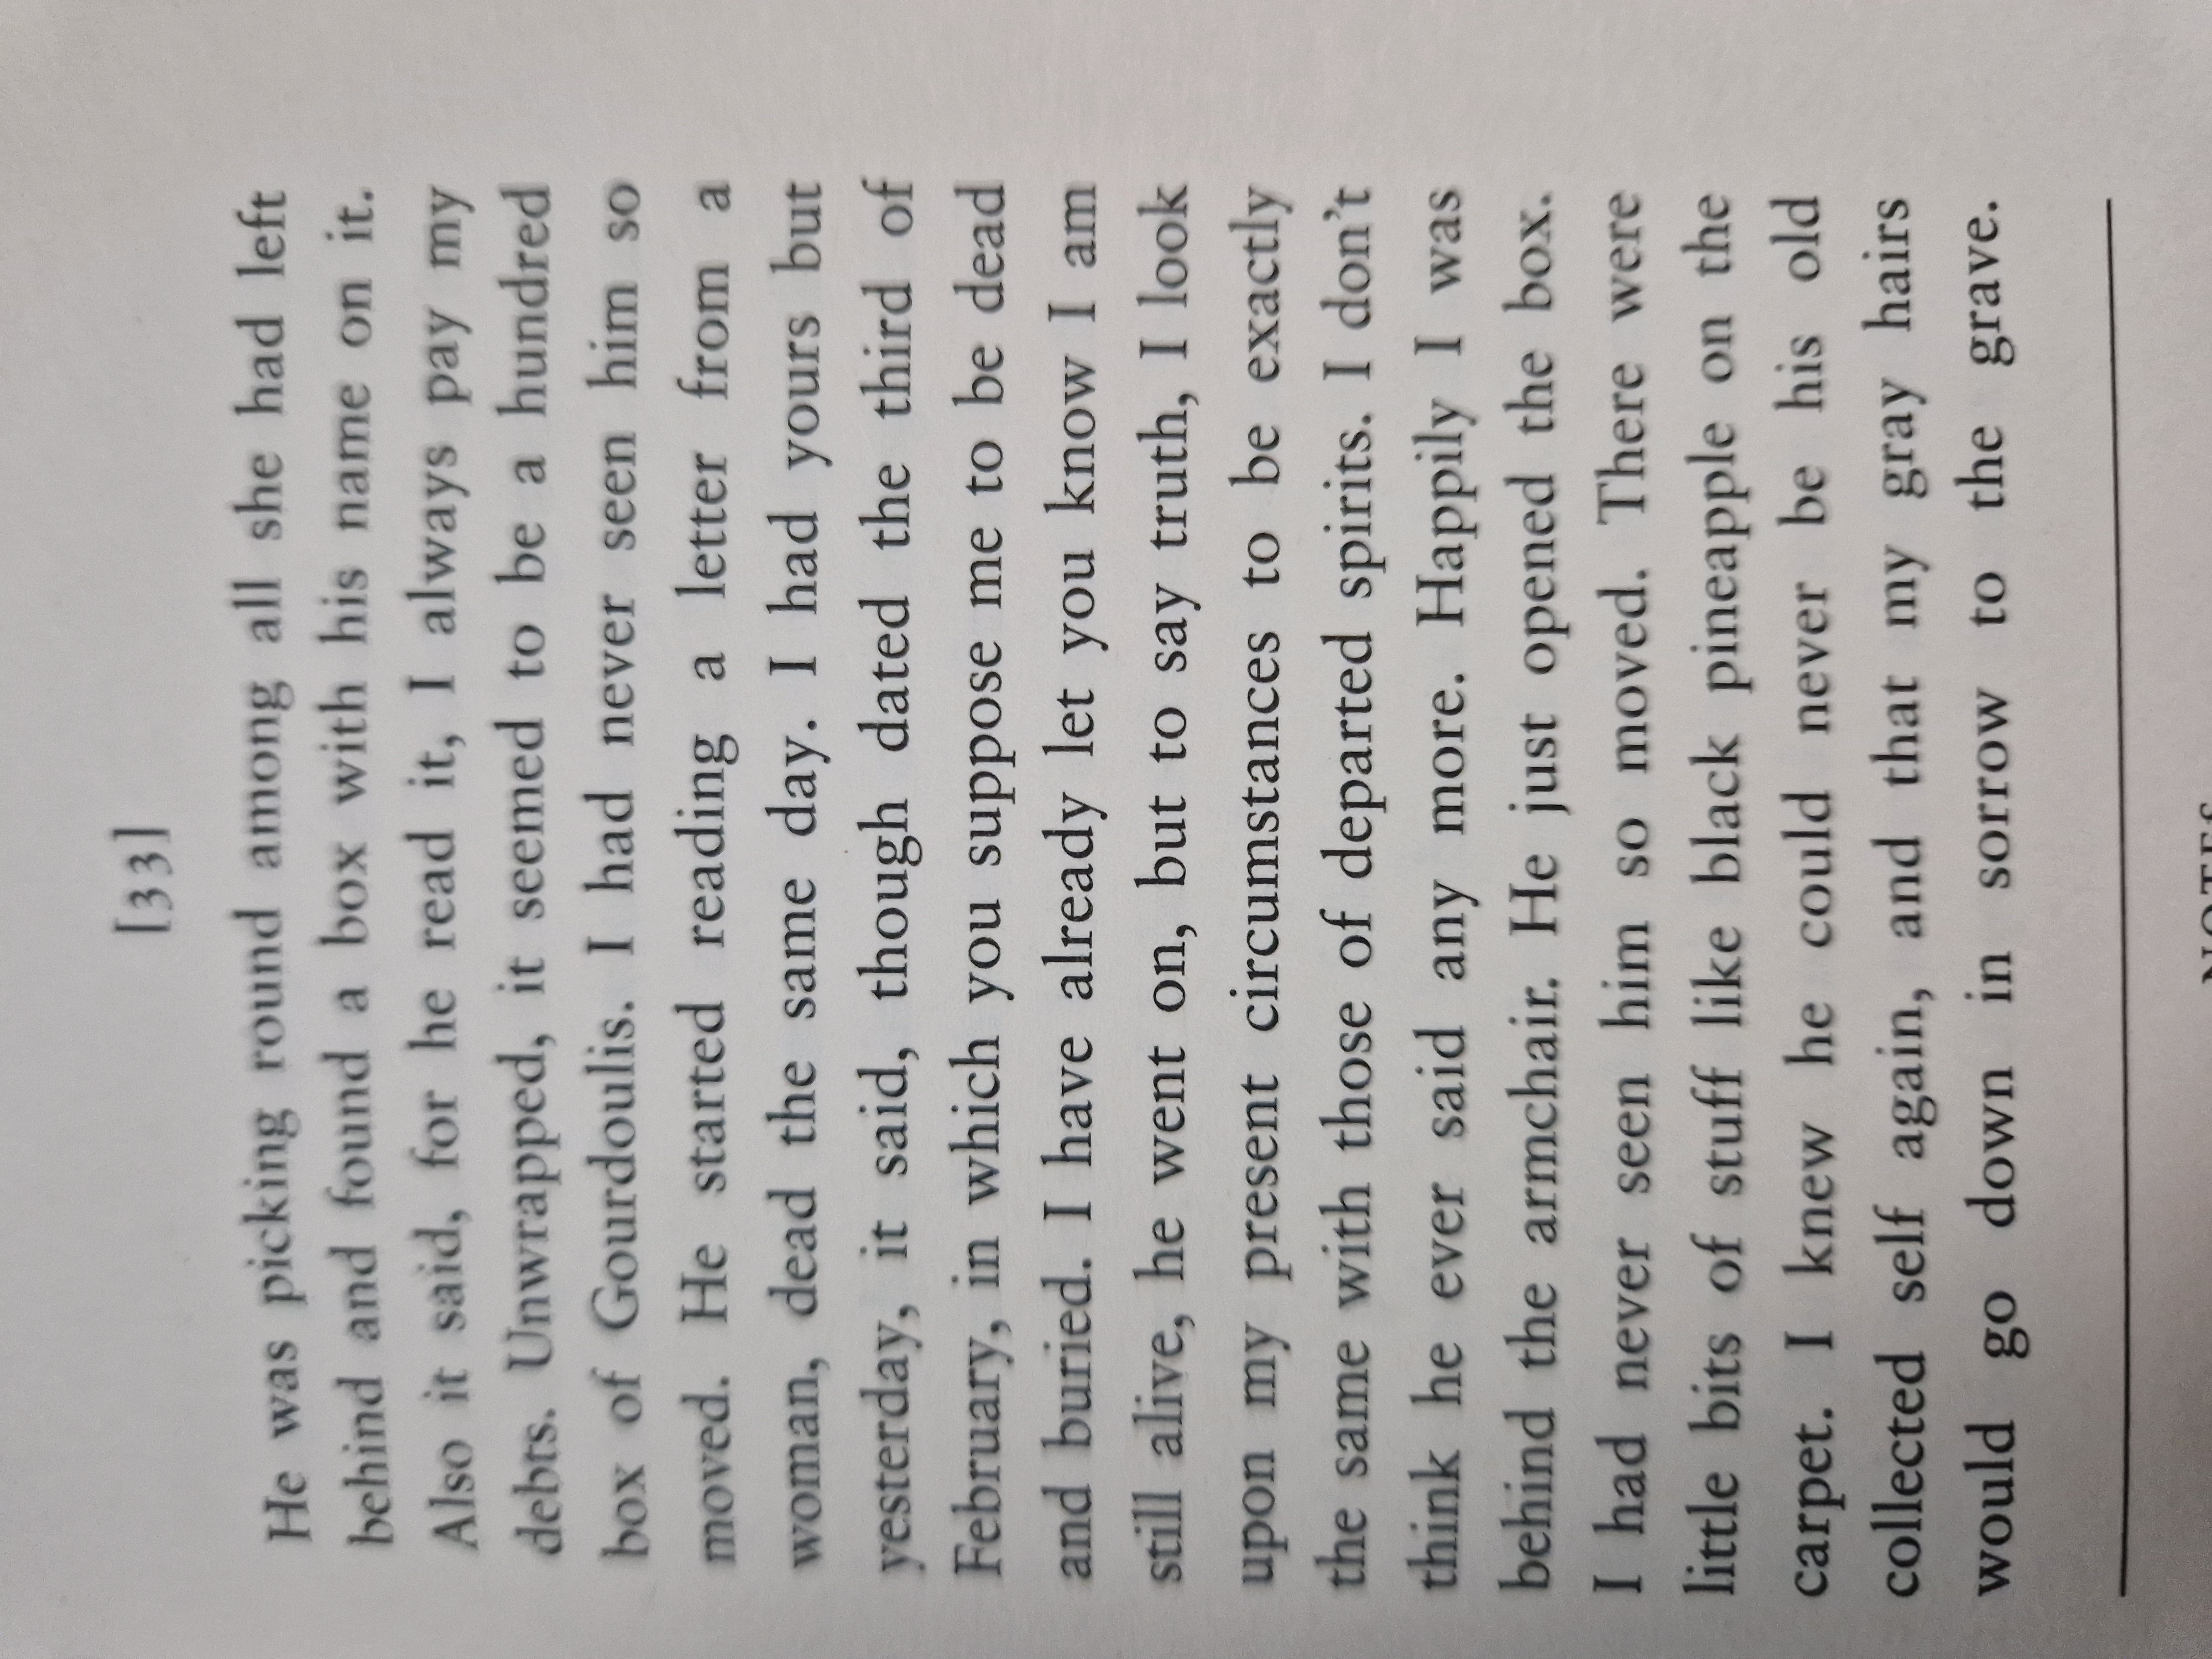 [33]
He was picking round among all she had left
behind and found a box with his name on it.
Also it said, for he read it, I always pay my
debts. Unwrapped, it seemed to be a hundred
box of Gourdoulis. I had never seen him so
moved. He started reading a letter from a
woman, dead the same day. I had yours but
yesterday, it said, though dated the third of
February, in which you suppose me to be dead
and buried. I have already let you know I am
still alive, he went on, but to say truth, I look
upon my present circumstances to be exactly
the same with those of departed spirits. I don't
think he ever said any more. Happily I was
behind the armchair. He just opened the box.
I had never seen him so moved. There were
little bits of stuff like black pineapple on the
carpet. I knew he could never be his old
collected self again, and that my gray hairs
would go down in sorrow to the grave.